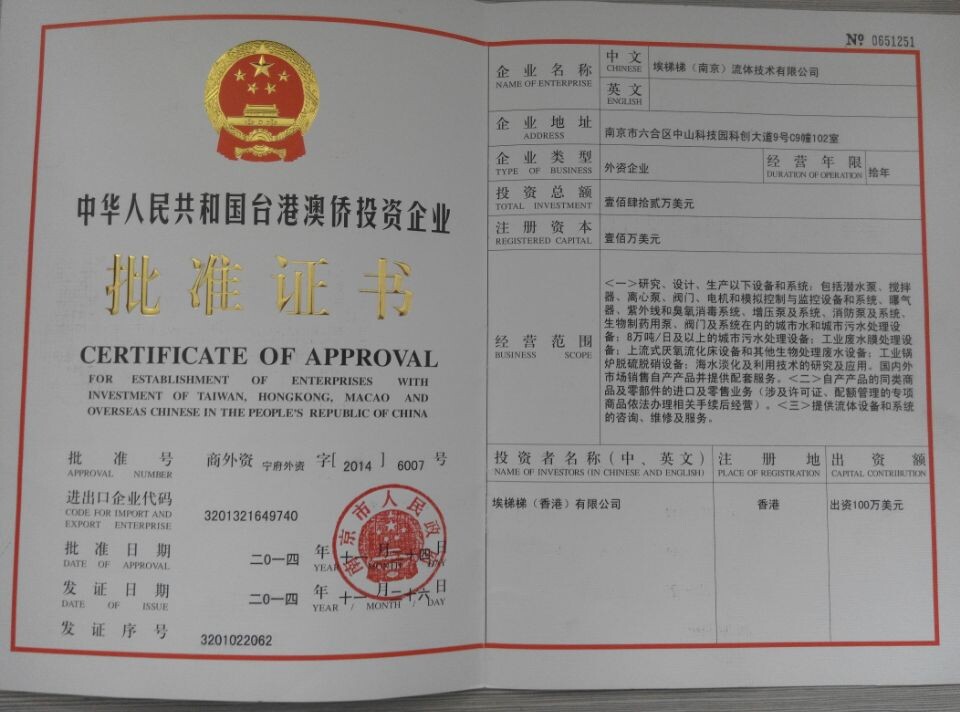 中华人民共和国台港澳侨投资企业
批准证书
CERTIFICATE OF APPROVAL
FOR ESTABLISHMENT OF ENTERPRISES WITH
INVESTMENT OF TAIWAN, HONGKONG, MACAO AND
OVERSEAS CHINESE IN THE PEOPLE'S REPUBLIC OF CHINA
批准号 商外资 宁府外资 字[ 2014 ] 6007 号
APPROVAL NUMBER
进出口企业代码
CODE FOR IMPORT AND
EXPORT ENTERPRISE
3201321649740
批准日期 二〇一四 年 十一 月 二十四 日
DATE OF APPROVAL YEAR / MONTH / DAY
发证日期 二〇一四 年 十一 月 二十六 日
DATE OF ISSUE YEAR / MONTH / DAY
发证序号 3201022062
南京市人民政府
№ 0651251
企业名称 中文 埃梯梯（南京）流体技术有限公司
NAME OF ENTERPRISE CHINESE
英文
ENGLISH
企业地址 南京市六合区中山科技园科创大道9号C9幢102室
ADDRESS
企业类型 外资企业 经营年限 拾年
TYPE OF BUSINESS DURATION OF OPERATION
投资总额 壹佰肆拾贰万美元
TOTAL INVESTMENT
注册资本 壹佰万美元
REGISTERED CAPITAL
经营范围
BUSINESS SCOPE
<一>研究、设计、生产以下设备和系统：包括潜水泵、搅拌
器、离心泵、阀门、电机和模拟控制与监控设备和系统、曝气
器、紫外线和臭氧消毒系统、增压泵及系统、消防泵及系统、
生物制药用泵、阀门及系统在内的城市水和城市污水处理设
备；8万吨/日及以上的城市污水处理设备；工业废水膜处理设
备；上流式厌氧流化床设备和其他生物处理废水设备；工业锅
炉脱硫脱硝设备；海水淡化及利用技术的研究及应用。国内外
市场销售自产产品并提供配套服务。<二>自产产品的同类商
品及零部件的进口及零售业务（涉及许可证、配额管理的专项
商品依法办理相关手续后经营）。<三>提供流体设备和系统
的咨询、维修及服务。
投资者名称（中、英文） 注册地 出资额
NAME OF INVESTORS (IN CHINESE AND ENGLISH) PLACE OF REGISTRATION CAPITAL CONTRIBUTION
埃梯梯（香港）有限公司 香港 出资100万美元